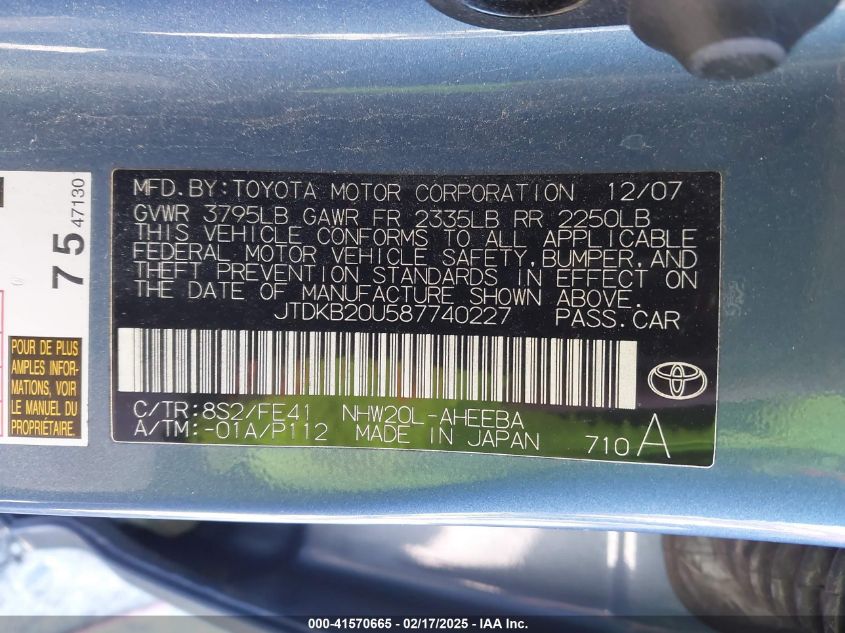 MFD. BY: TOYOTA MOTOR CORPORATION 12/07
GVWR 3795LB GAWR FR 2335LB RR 2250LB
THIS VEHICLE CONFORMS TO ALL APPLICABLE
FEDERAL MOTOR VEHICLE SAFETY, BUMPER, AND
THEFT PREVENTION STANDARDS IN EFFECT ON
THE DATE OF MANUFACTURE SHOWN ABOVE.
JTDKB20U587740227 PASS. CAR
C/TR: 8S2/FE41 NHW20L-AHEEBA
A/TM: -01A/P112 MADE IN JAPAN 710 A
75 47130
POUR DE PLUS
AMPLES INFOR-
MATIONS, VOIR
LE MANUEL DU
PROPRIÉTAIRE.
000-41570665 - 02/17/2025 - IAA Inc.